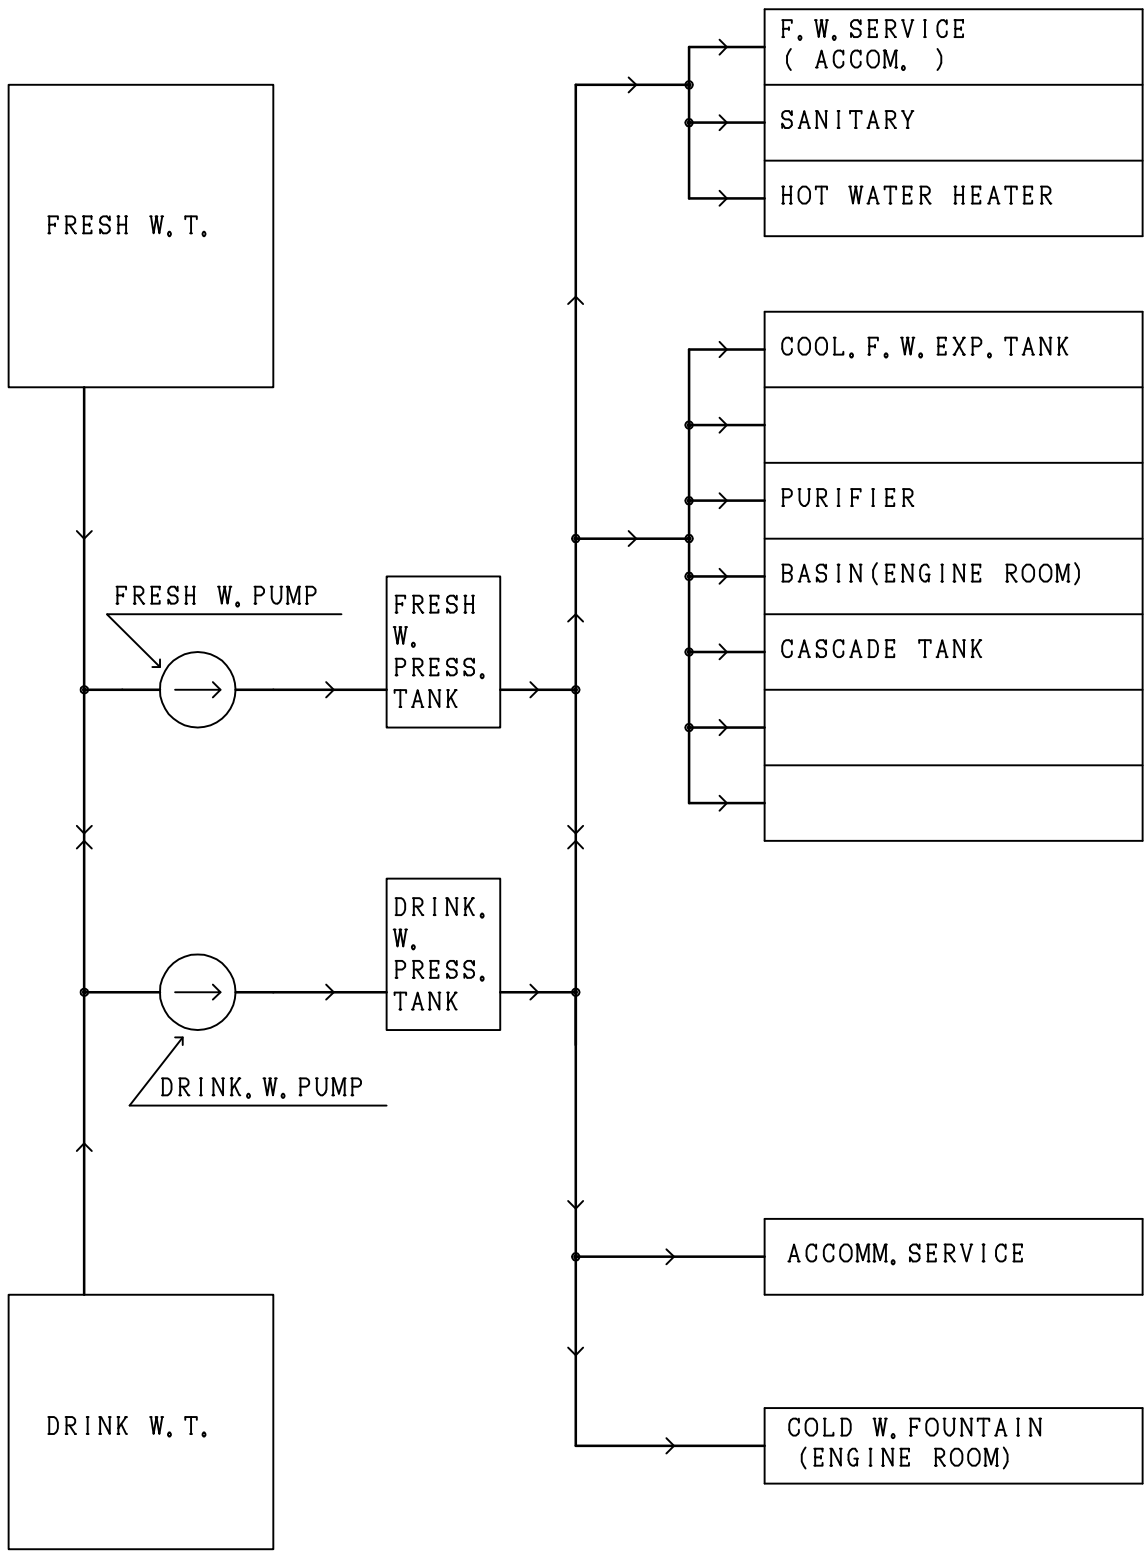 F.W.SERVICE
( ACCOM. )
SANITARY
HOT WATER HEATER
FRESH W.T.
COOL.F.W.EXP.TANK
PURIFIER
BASIN(ENGINE ROOM)
CASCADE TANK
FRESH W.PUMP
FRESH
W.
PRESS.
TANK
DRINK.
W.
PRESS.
TANK
DRINK.W.PUMP
ACCOMM.SERVICE
DRINK W.T.
COLD W.FOUNTAIN
(ENGINE ROOM)